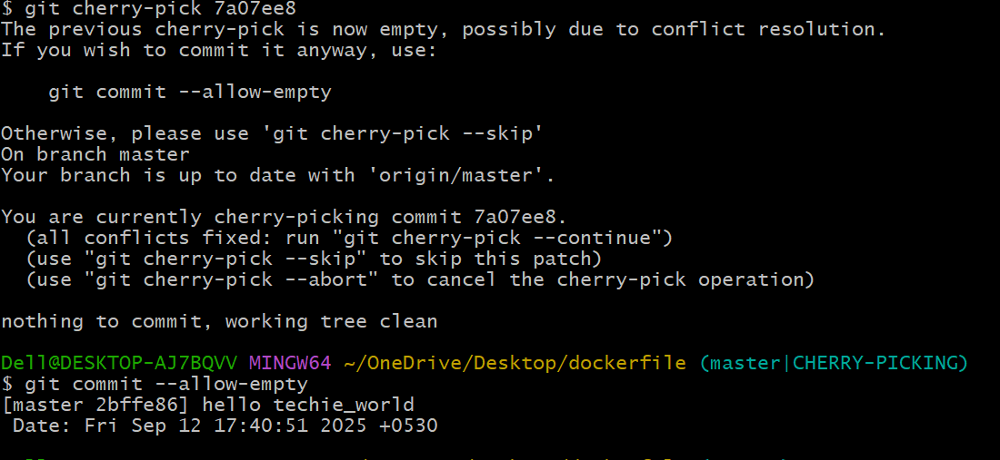 $ git cherry-pick 7a07ee8
The previous cherry-pick is now empty, possibly due to conflict resolution.
If you wish to commit it anyway, use:
git commit --allow-empty
Otherwise, please use 'git cherry-pick --skip'
On branch master
Your branch is up to date with 'origin/master'.
You are currently cherry-picking commit 7a07ee8.
(all conflicts fixed: run "git cherry-pick --continue")
(use "git cherry-pick --skip" to skip this patch)
(use "git cherry-pick --abort" to cancel the cherry-pick operation)
nothing to commit, working tree clean
Dell@DESKTOP-AJ7BQVV MINGW64 ~/OneDrive/Desktop/dockerfile (master|CHERRY-PICKING)
$ git commit --allow-empty
[master 2bffe86] hello techie_world
Date: Fri Sep 12 17:40:51 2025 +0530